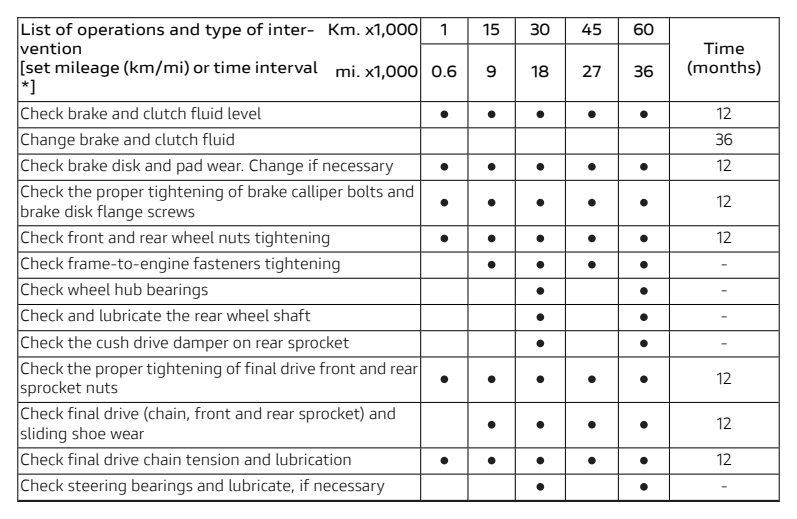 List of operations and type of inter- Km. x1,000 1 15 30 45 60 Time
vention
[set mileage (km/mi) or time interval mi. x1,000 0.6 9 18 27 36 (months)
*]
Check brake and clutch fluid level ● ● ● ● ● 12
Change brake and clutch fluid 36
Check brake disk and pad wear. Change if necessary ● ● ● ● ● 12
Check the proper tightening of brake calliper bolts and
brake disk flange screws ● ● ● ● ● 12
Check front and rear wheel nuts tightening ● ● ● ● ● 12
Check frame-to-engine fasteners tightening ● ● ● ● -
Check wheel hub bearings ● ● -
Check and lubricate the rear wheel shaft ● ● -
Check the cush drive damper on rear sprocket ● ● -
Check the proper tightening of final drive front and rear
sprocket nuts ● ● ● ● ● 12
Check final drive (chain, front and rear sprocket) and
sliding shoe wear ● ● ● ● 12
Check final drive chain tension and lubrication ● ● ● ● ● 12
Check steering bearings and lubricate, if necessary ● ● -